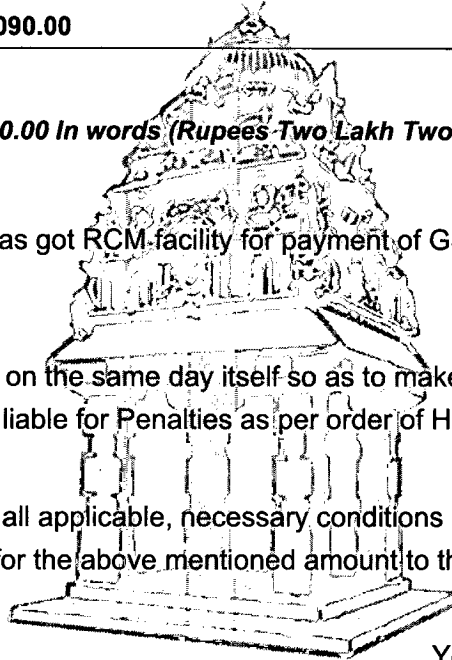 090.00
0.00 In words (Rupees Two Lakh Two
as got RCM facility for payment of G
on the same day itself so as to make
liable for Penalties as per order of H
all applicable, necessary conditions
for the above mentioned amount to th
Y